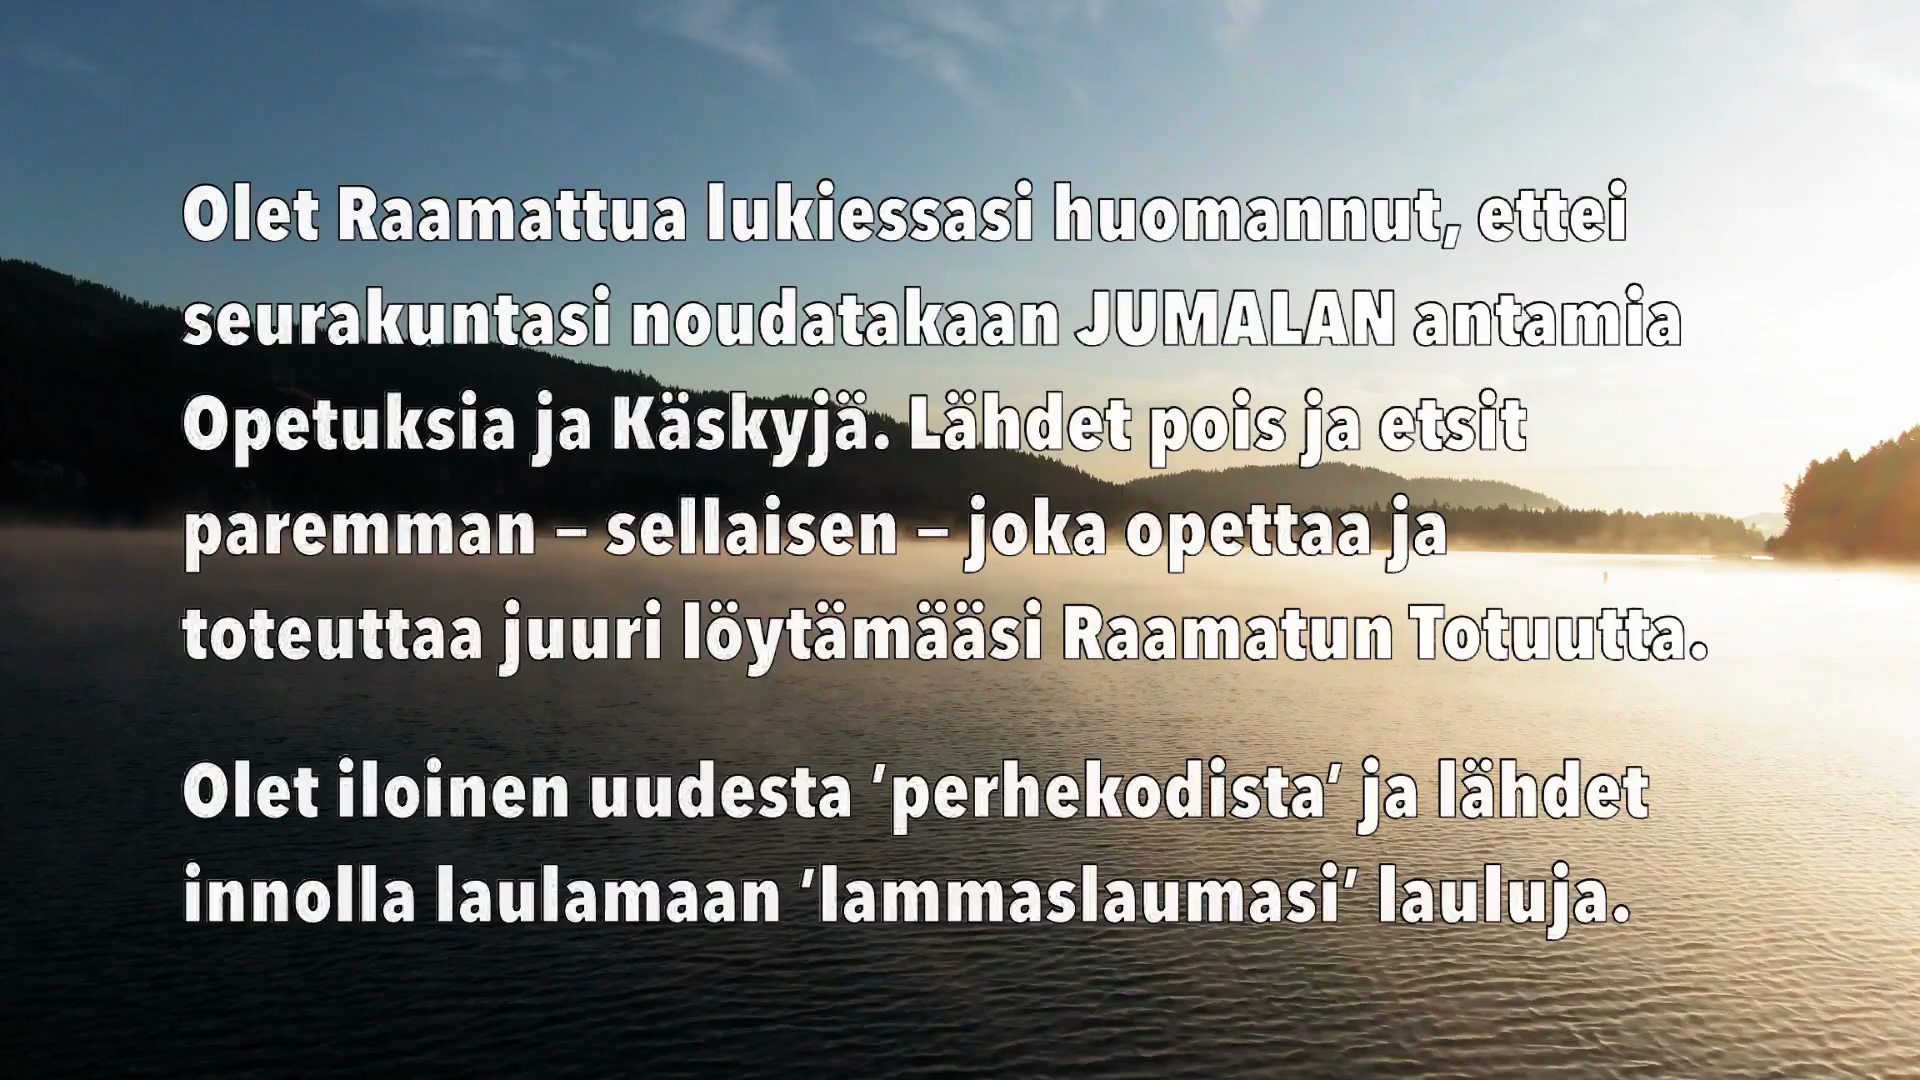 Olet Raamattua lukiessasi huomannut, ettei
seurakuntasi noudatakaan JUMALAN antamia
Opetuksia ja Käskyjä. Lähdet pois ja etsit
paremman – sellaisen – joka opettaa ja
toteuttaa juuri löytämääsi Raamatun Totuutta.
Olet iloinen uudesta ’perhekodista’ ja lähdet
innolla laulamaan ’lammaslaumasi’ lauluja.